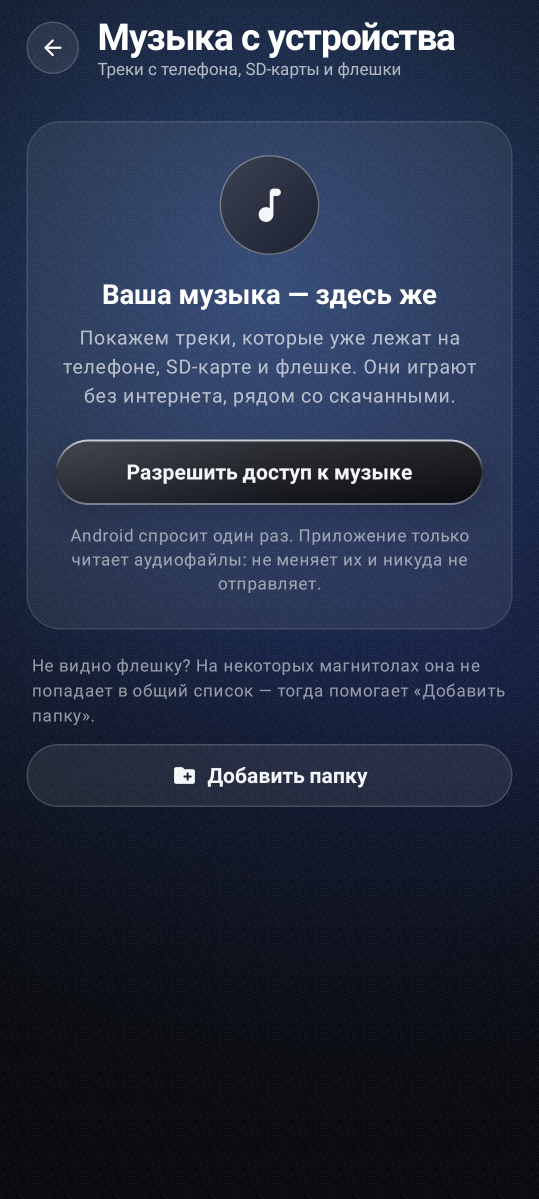 Музыка с устройства
Треки с телефона, SD-карты и флешки
Ваша музыка — здесь же
Покажем треки, которые уже лежат на
телефоне, SD-карте и флешке. Они играют
без интернета, рядом со скачанными.
Разрешить доступ к музыке
Android спросит один раз. Приложение только
читает аудиофайлы: не меняет их и никуда не
отправляет.
Не видно флешку? На некоторых магнитолах она не
попадает в общий список — тогда помогает «Добавить
папку».
Добавить папку